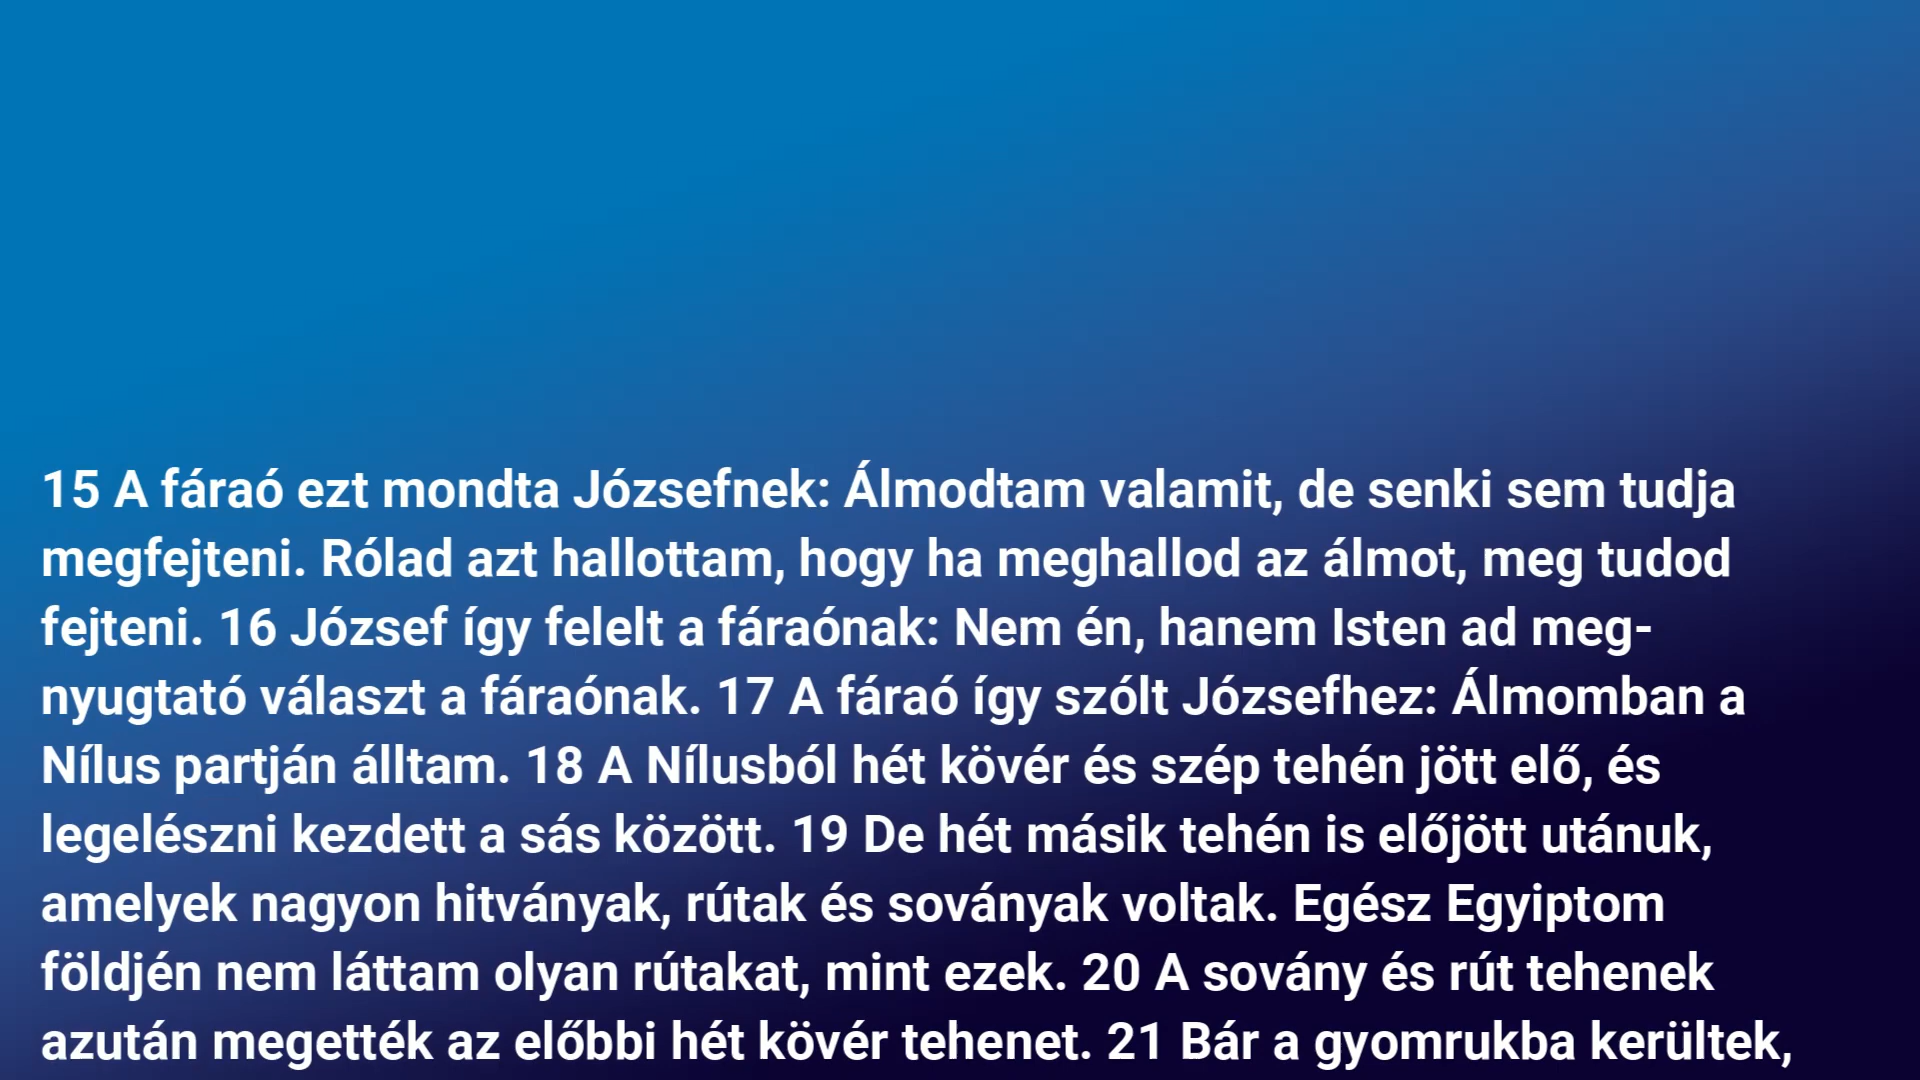 15 A fáraó ezt mondta Józsefnek: Álmodtam valamit, de senki sem tudja
megfejteni. Rólad azt hallottam, hogy ha meghallod az álmot, meg tudod
fejteni. 16 József így felelt a fáraónak: Nem én, hanem Isten ad meg-
nyugtató választ a fáraónak. 17 A fáraó így szólt Józsefhez: Álmomban a
Nílus partján álltam. 18 A Nílusból hét kövér és szép tehén jött elő, és
legelészni kezdett a sás között. 19 De hét másik tehén is előjött utánuk,
amelyek nagyon hitványak, rútak és soványak voltak. Egész Egyiptom
földjén nem láttam olyan rútakat, mint ezek. 20 A sovány és rút tehenek
azután megették az előbbi hét kövér tehenet. 21 Bár a gyomrukba kerültek,